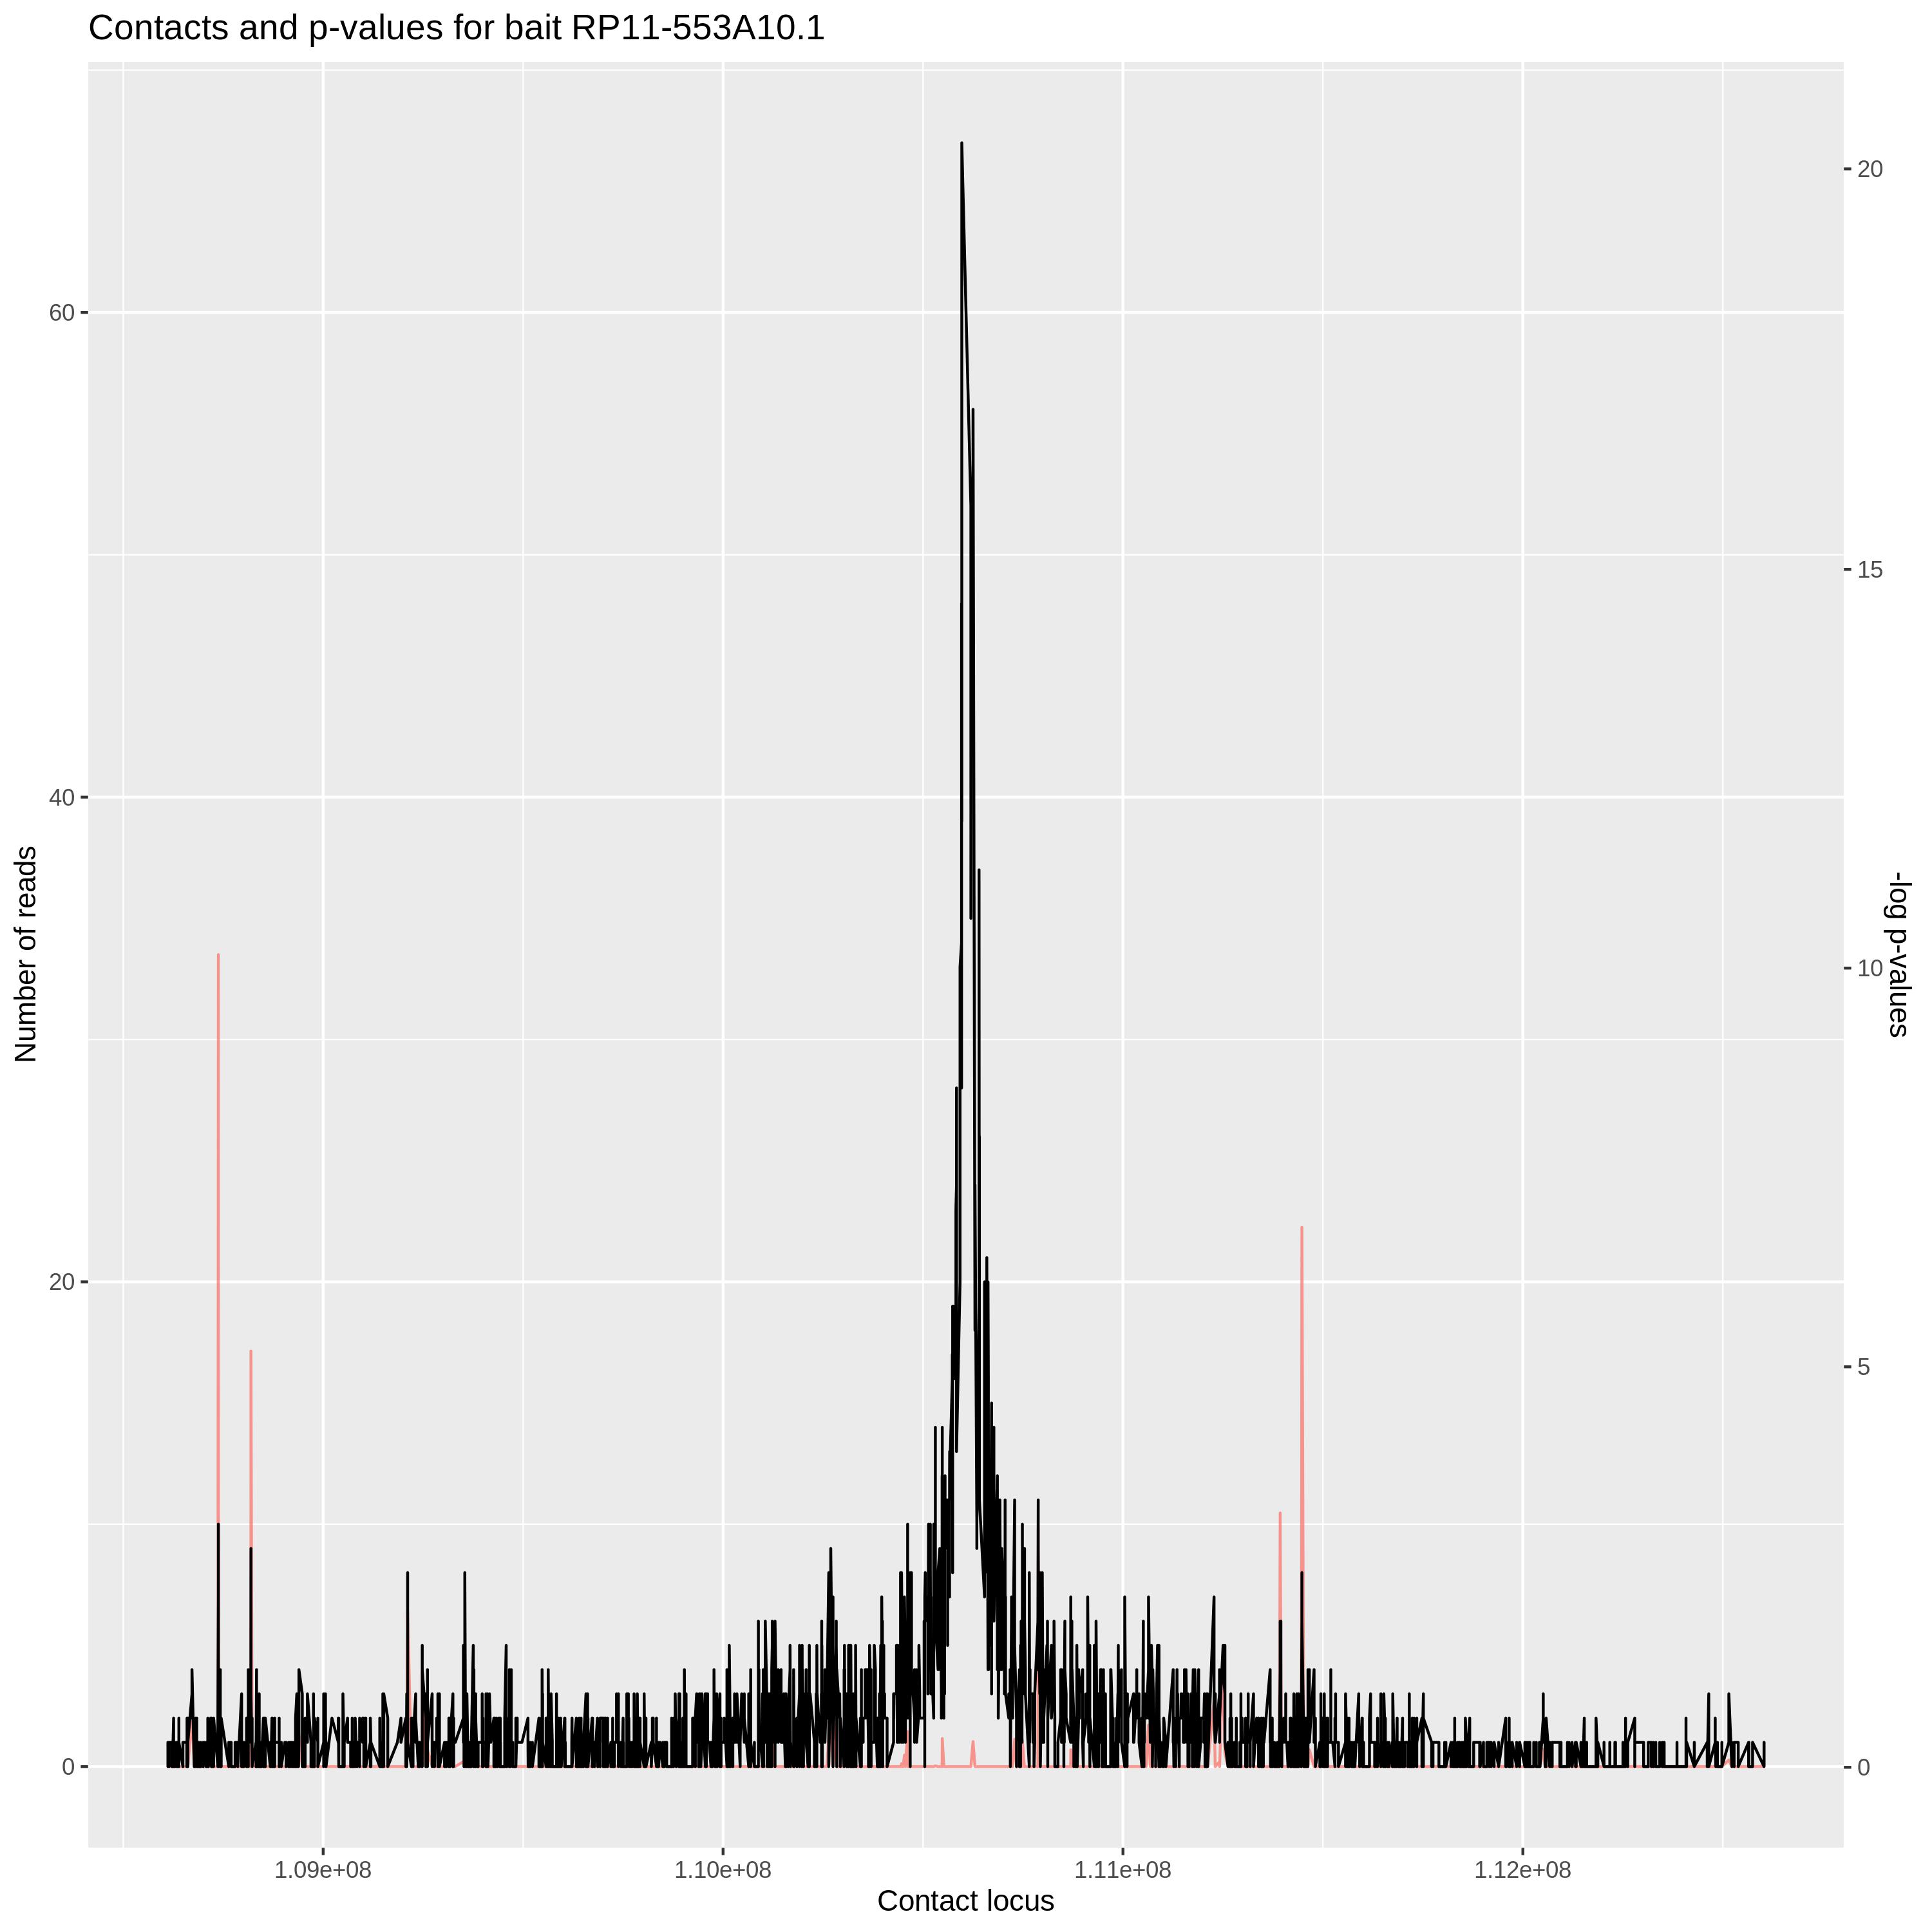 Contacts and p-values for bait RP11-553A10.1
60
40
20
0
Number of reads
20
15
10
5
0
-log p-values
1.09e+08
1.10e+08
1.11e+08
1.12e+08
Contact locus